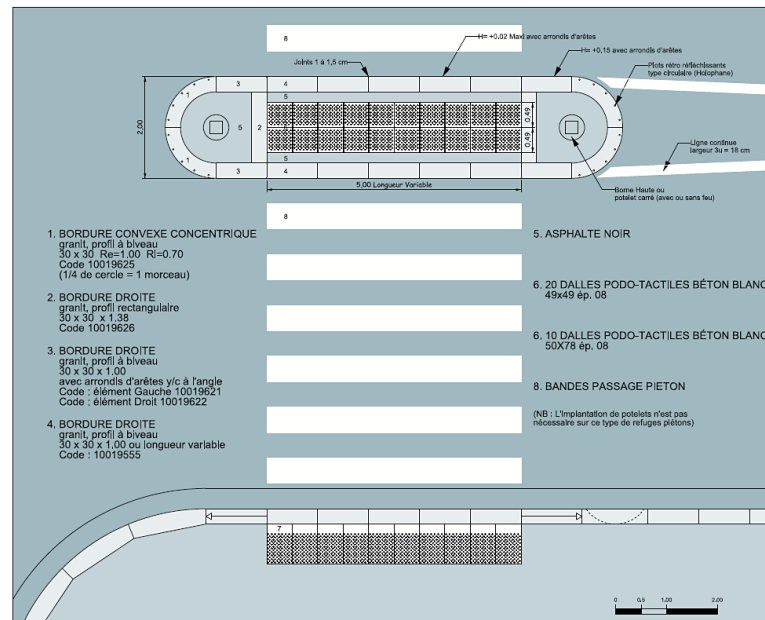 8
H= +0.02 Maxi avec arrondis d'arêtes
H= +0,15 avec arrondis d'arêtes
Joints 1 à 1,5 cm
Plots rétro réfléchissants
type circulaire (Holophane)
1
3
4
5
2,00
5
2
0,49
0,49
5
3
4
1
5,00 Longueur Variable
Ligne continue
largeur 3u = 18 cm
Borne Haute ou
potelet carré (avec ou sans feu)
8
1. BORDURE CONVEXE CONCENTRIQUE
granit, profil à biveau
30 x 30 Re=1.00 Ri=0.70
Code 10019625
(1/4 de cercle = 1 morceau)
2. BORDURE DROITE
granit, profil rectangulaire
30 x 30 x 1.38
Code 10019626
3. BORDURE DROITE
granit, profil à biveau
30 x 30 x 1.00
avec arrondis d'arêtes y/c à l'angle
Code : élément Gauche 10019621
Code : élément Droit 10019622
4. BORDURE DROITE
granit, profil à biveau
30 x 30 x 1,00 ou longueur variable
Code : 10019555
5. ASPHALTE NOIR
6. 20 DALLES PODO-TACTILES BÉTON BLANC
49x49 ép. 08
6. 10 DALLES PODO-TACTILES BÉTON BLANC
50X78 ép. 08
8. BANDES PASSAGE PIETON
(NB : L'implantation de potelets n'est pas
nécessaire sur ce type de refuges piétons)
7
0 0,5 1.00 2.00